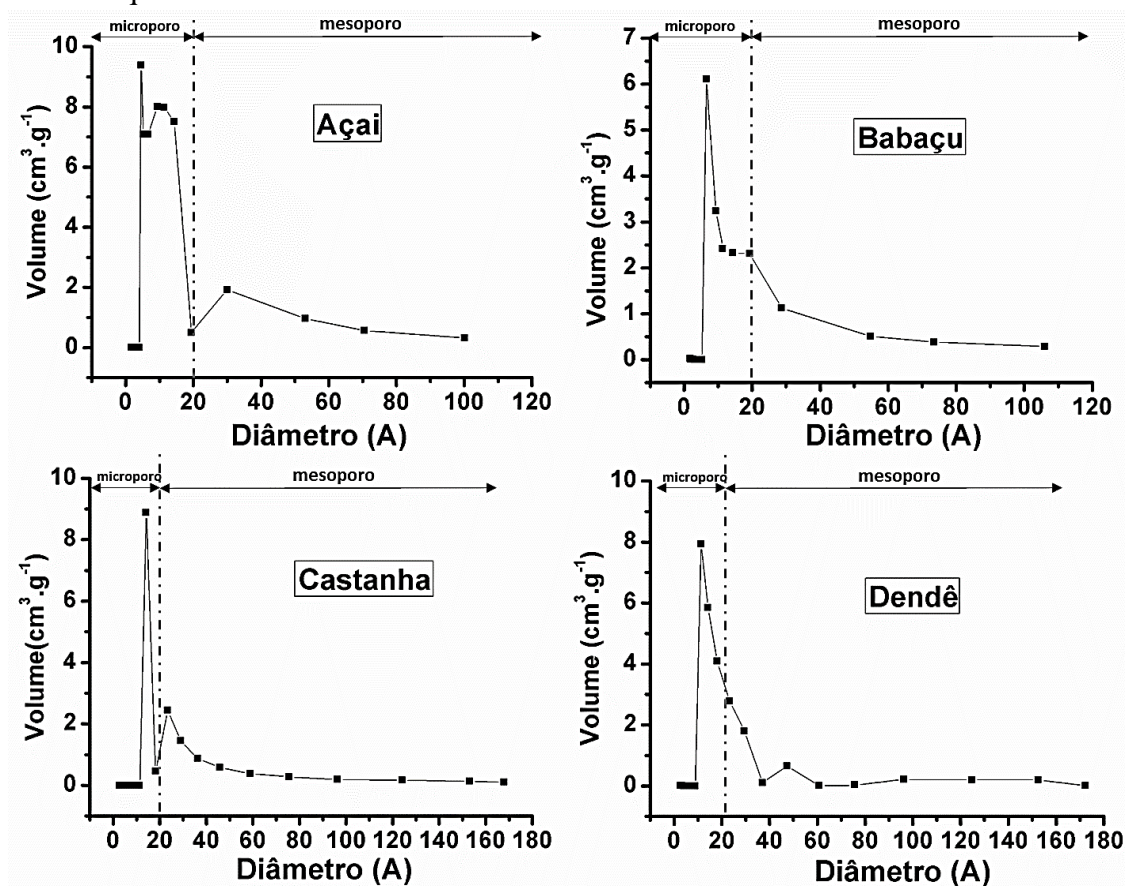 microporo
mesoporo
Açai
Volume (cm³.g⁻¹)
10
8
6
4
2
0
0 20 40 60 80 100 120
Diâmetro (A)
microporo
mesoporo
Babaçu
Volume (cm³.g⁻¹)
7
6
5
4
3
2
1
0
0 20 40 60 80 100 120
Diâmetro (A)
microporo
mesoporo
Castanha
Volume(cm³.g⁻¹)
10
8
6
4
2
0
0 20 40 60 80 100 120 140 160 180
Diâmetro (A)
microporo
mesoporo
Dendê
Volume (cm³.g⁻¹)
10
8
6
4
2
0
0 20 40 60 80 100 120 140 160 180
Diâmetro (A)